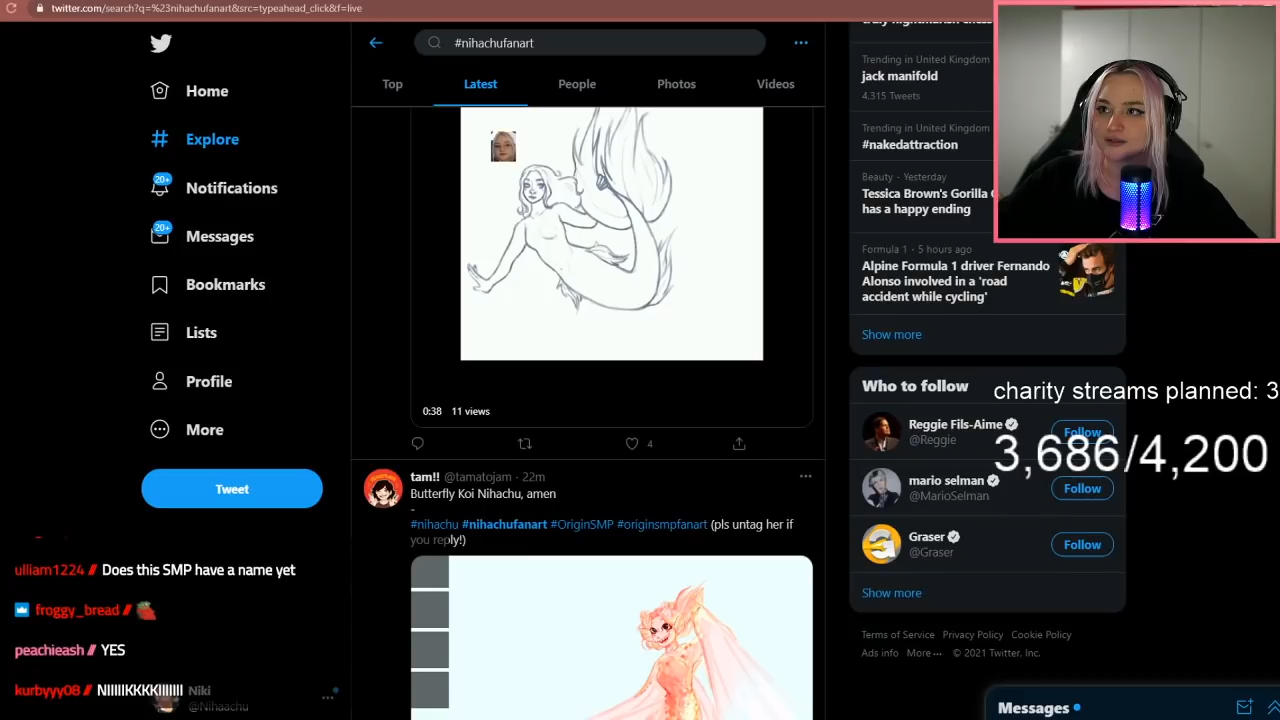 twitter.com/search?q=%23nihachufanart&src=typeahead_click&f=live
#nihachufanart
Top
Latest
People
Photos
Videos
Home
Explore
20+
Notifications
20+
Messages
Bookmarks
Lists
Profile
More
Tweet
ulliam1224 // Does this SMP have a name yet
froggy_bread //
peachieash // YES
kurbyyy08 // NIIIIIKKKKIIIIIII
Niki
@Nihaachu
0:38 11 views
4
tam!! @tamatojam · 22m
Butterfly Koi Nihachu, amen
-
#nihachu #nihachufanart #OriginSMP #originsmpfanart (pls untag her if
you reply!)
Trending in United Kingdom
jack manifold
4,315 Tweets
Trending in United Kingdom
#nakedattraction
Beauty · Yesterday
Tessica Brown's Gorilla
has a happy ending
Formula 1 · 5 hours ago
Alpine Formula 1 driver Fernando
Alonso involved in a 'road
accident while cycling'
Show more
Who to follow
charity streams planned: 3
Reggie Fils-Aime
@Reggie
Follow
3,686/4,200
mario selman
@MarioSelman
Follow
Graser
@Graser
Follow
Show more
Terms of Service Privacy Policy Cookie Policy
Ads info More ··· © 2021 Twitter, Inc.
Messages